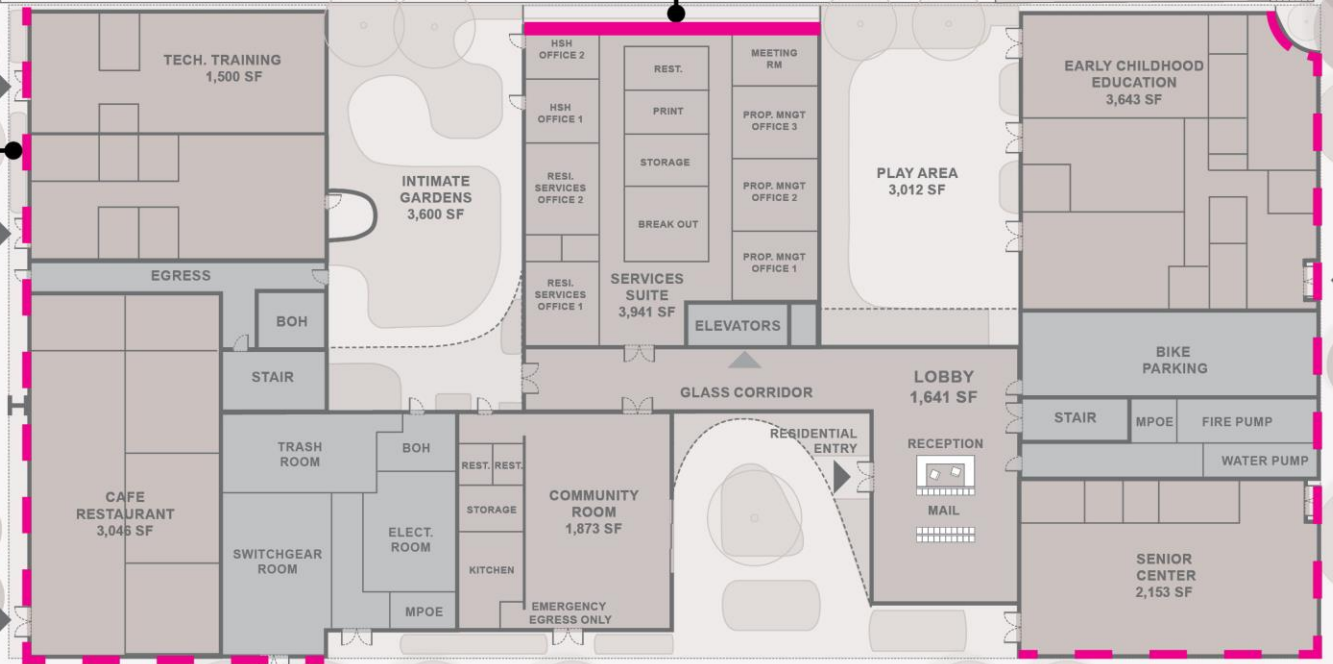 TECH. TRAINING
1,500 SF
INTIMATE
GARDENS
3,600 SF
HSH
OFFICE 2
HSH
OFFICE 1
RESI.
SERVICES
OFFICE 2
RESI.
SERVICES
OFFICE 1
REST.
PRINT
STORAGE
BREAK OUT
SERVICES
SUITE
3,941 SF
MEETING
RM
PROP. MNGT
OFFICE 3
PROP. MNGT
OFFICE 2
PROP. MNGT
OFFICE 1
ELEVATORS
PLAY AREA
3,012 SF
EARLY CHILDHOOD
EDUCATION
3,643 SF
EGRESS
BOH
STAIR
GLASS CORRIDOR
LOBBY
1,641 SF
BIKE
PARKING
STAIR
MPOE
FIRE PUMP
WATER PUMP
CAFE
RESTAURANT
3,046 SF
TRASH
ROOM
BOH
SWITCHGEAR
ROOM
ELECT.
ROOM
MPOE
REST.
REST.
STORAGE
KITCHEN
COMMUNITY
ROOM
1,873 SF
EMERGENCY
EGRESS ONLY
RESIDENTIAL
ENTRY
RECEPTION
MAIL
SENIOR
CENTER
2,153 SF